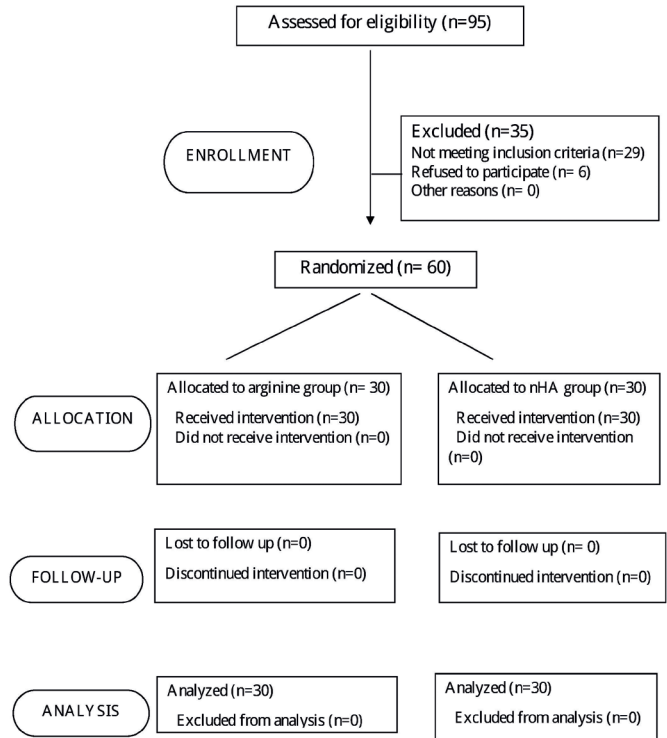 Assessed for eligibility (n=95)
ENROLLMENT
Excluded (n=35)
Not meeting inclusion criteria (n=29)
Refused to participate (n= 6)
Other reasons (n= 0)
Randomized (n= 60)
ALLOCATION
Allocated to arginine group (n= 30)
Received intervention (n=30)
Did not receive intervention (n=0)
Allocated to nHA group (n=30)
Received intervention (n=30)
Did not receive intervention
(n=0)
FOLLOW-UP
Lost to follow up (n=0)
Discontinued intervention (n=0)
Lost to follow up (n= 0)
Discontinued intervention (n=0)
ANALYSIS
Analyzed (n=30)
Excluded from analysis (n=0)
Analyzed (n=30)
Excluded from analysis (n=0)